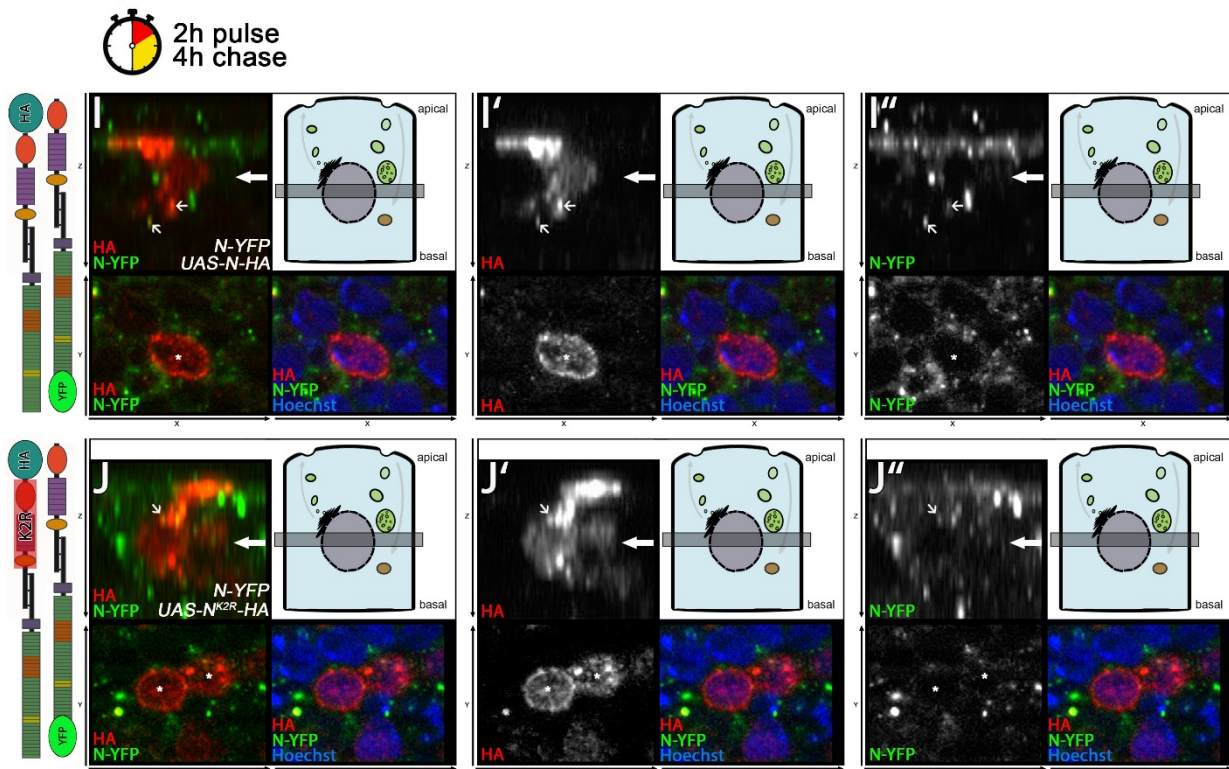 2h pulse
4h chase
HA
YFP
I
Z
HA
N-YFP
N-YFP
UAS-N-HA
apical
basal
Y
HA
N-YFP
X
HA
N-YFP
Hoechst
X
I'
Z
HA
apical
basal
Y
HA
X
HA
N-YFP
Hoechst
X
I''
Z
N-YFP
apical
basal
Y
N-YFP
X
HA
N-YFP
Hoechst
X
HA
K2R
YFP
J
Z
HA
N-YFP
N-YFP
UAS-N^K2R-HA
apical
basal
Y
HA
N-YFP
HA
N-YFP
Hoechst
J'
Z
HA
apical
basal
Y
HA
HA
N-YFP
Hoechst
J''
Z
N-YFP
apical
basal
Y
N-YFP
HA
N-YFP
Hoechst